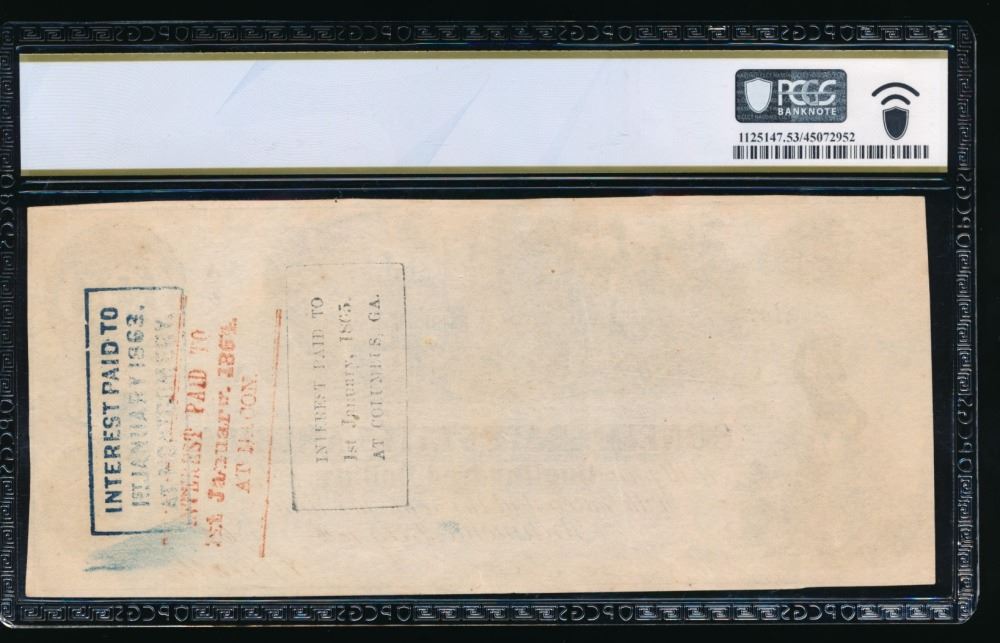 PCGS
BANKNOTE
1125147.53/45072952
INTEREST PAID TO
1ST JANUARY 1863.
AT
INTEREST PAID TO
1st January. 1864.
AT MACON
INTEREST PAID TO
1st January, 1865.
AT COLUMBUS, GA.